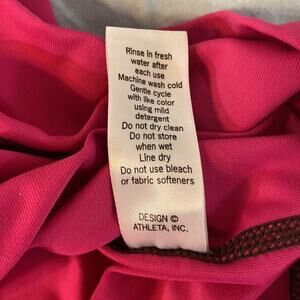 Rinse in fresh
water after
each use
Machine wash cold
Gentle cycle
with like color
using mild
detergent
Do not dry clean
Do not store
when wet
Line dry
Do not use bleach
or fabric softeners
DESIGN ©
ATHLETA, INC.